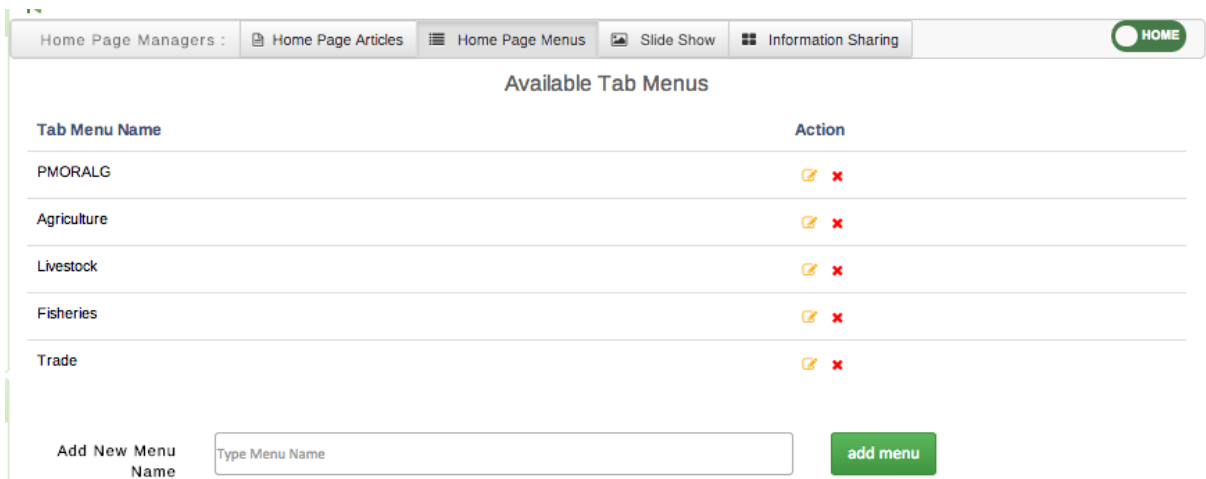 Home Page Managers : Home Page Articles Home Page Menus Slide Show Information Sharing HOME
Available Tab Menus
Tab Menu Name Action
PMORALG
Agriculture
Livestock
Fisheries
Trade
Add New Menu Type Menu Name add menu
Name